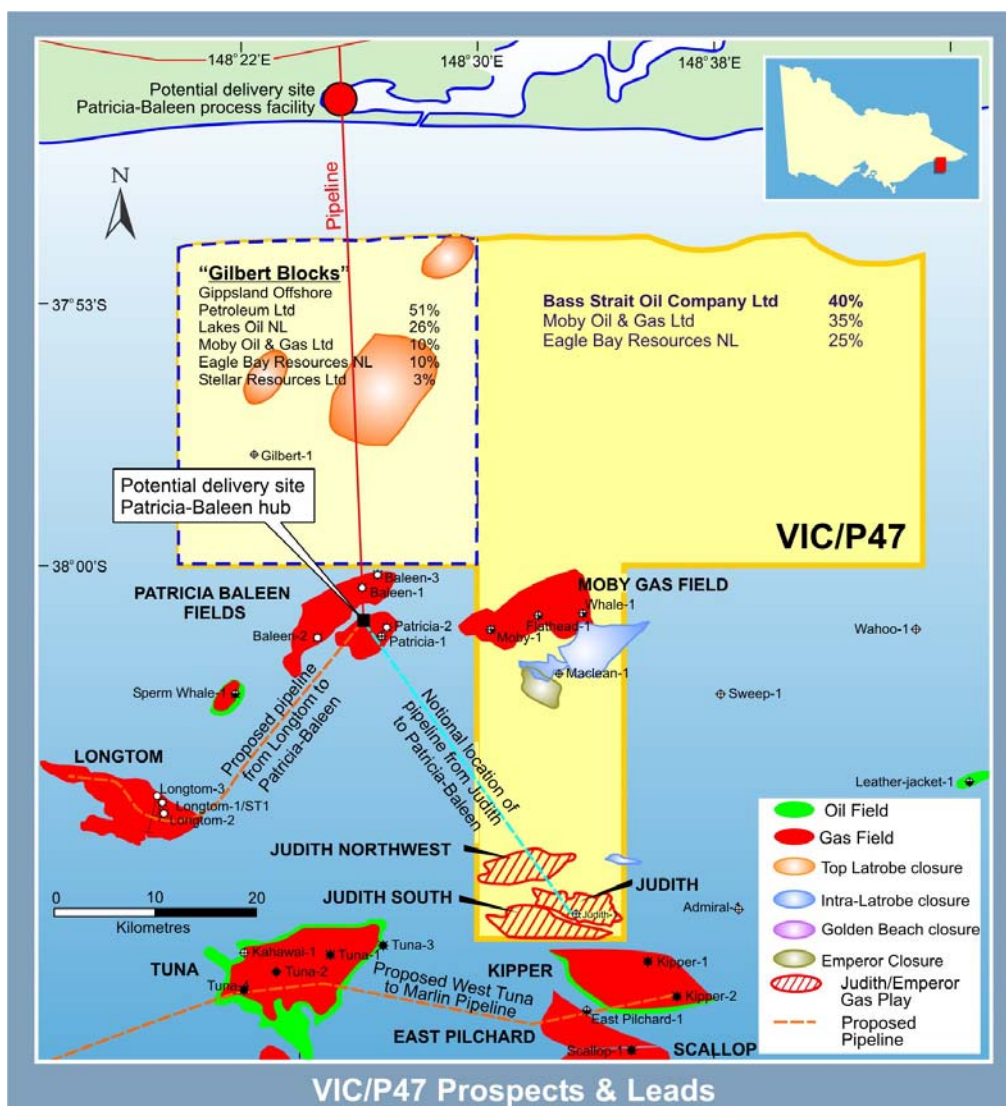 148°22'E
148°30'E
148°38'E
Potential delivery site
Patricia-Baleen process facility
N
Pipeline
37°53'S
38°00'S
"Gilbert Blocks"
Gippsland Offshore
Petroleum Ltd 51%
Lakes Oil NL 26%
Moby Oil & Gas Ltd 10%
Eagle Bay Resources NL 10%
Stellar Resources Ltd 3%
Bass Strait Oil Company Ltd 40%
Moby Oil & Gas Ltd 35%
Eagle Bay Resources NL 25%
Gilbert-1
Potential delivery site
Patricia-Baleen hub
VIC/P47
PATRICIA BALEEN
FIELDS
Baleen-3
Baleen-1
Baleen-2
Patricia-2
Patricia-1
MOBY GAS FIELD
Whale-1
Flathead-1
Moby-1
Maclean-1
Wahoo-1
Sweep-1
Sperm Whale-1
Proposed pipeline
from Longtom to
Patricia-Baleen
Notional location of
pipeline from Judith
to Patricia-Baleen
LONGTOM
Longtom-3
Longtom-1/ST1
Longtom-2
Leather-jacket-1
JUDITH NORTHWEST
JUDITH SOUTH
JUDITH
Judith-
Admiral-
0 10 20
Kilometres
TUNA
Kahawai-1
Tuna-1
Tuna-2
Tuna-3
Proposed West Tuna
to Marlin Pipeline
KIPPER
Kipper-1
Kipper-2
EAST PILCHARD
East Pilchard-1
Scallop-1
SCALLOP
Oil Field
Gas Field
Top Latrobe closure
Intra-Latrobe closure
Golden Beach closure
Emperor Closure
Judith/Emperor
Gas Play
Proposed
Pipeline
VIC/P47 Prospects & Leads